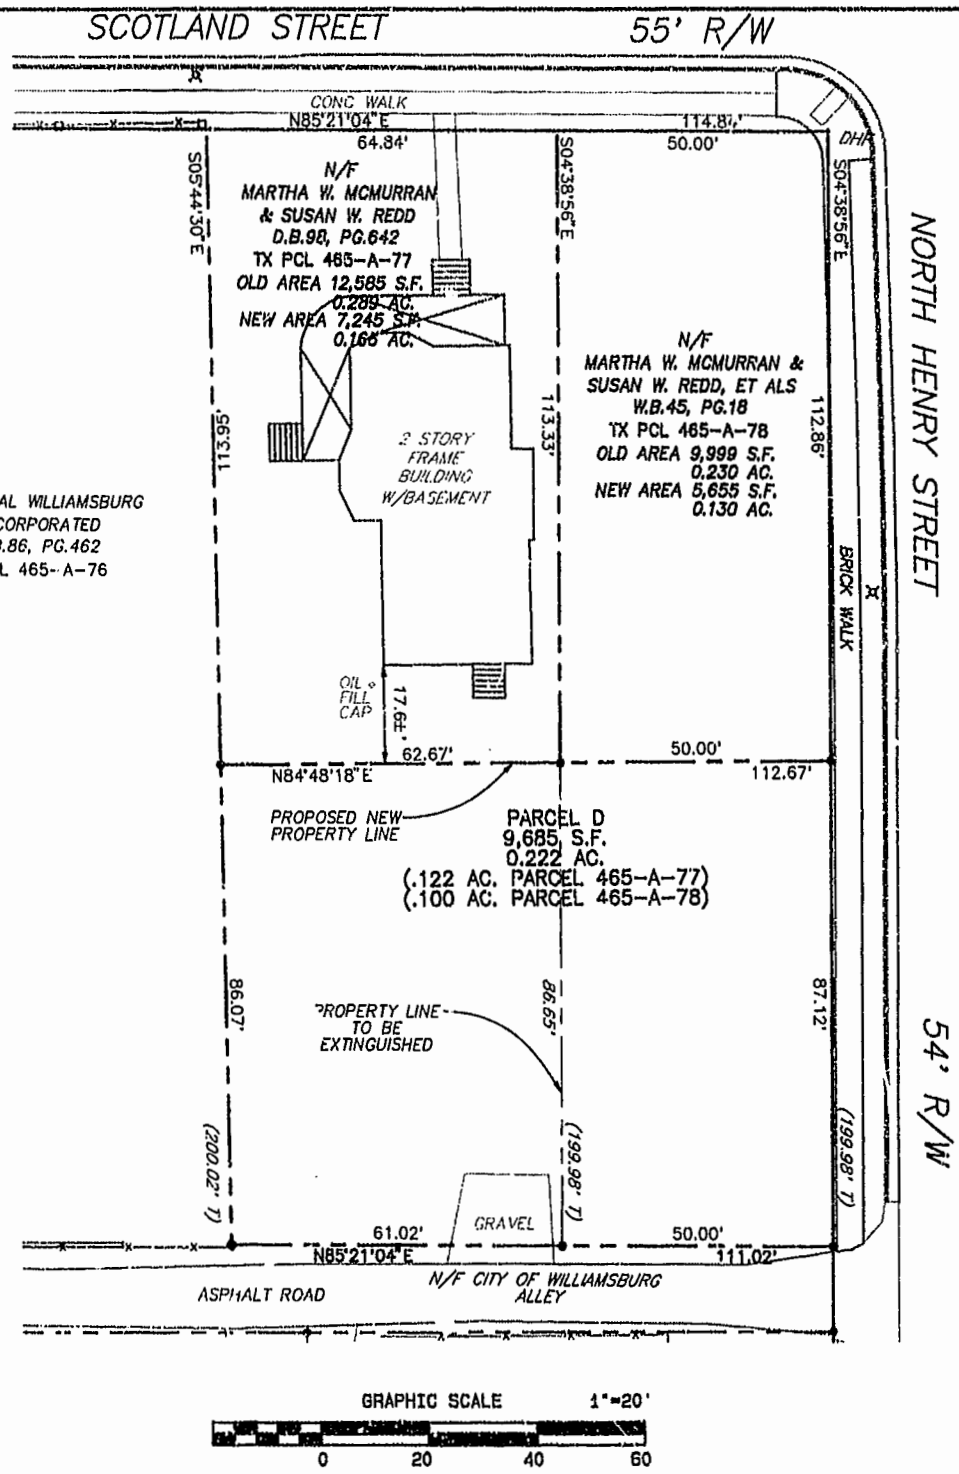 SCOTLAND STREET 55' R/W
CONC WALK
N85°21'04"E
64.84'
50.00'
S05°44'30"E
S04°38'56"E
S04°38'56"E
N/F
MARTHA W. MCMURRAN
& SUSAN W. REDD
D.B.98, PG.642
TX PCL 465-A-77
OLD AREA 12,585 S.F.
0.289 AC.
NEW AREA 7,245 S.F.
0.166 AC.
NORTH HENRY STREET
N/F
MARTHA W. MCMURRAN &
SUSAN W. REDD, ET ALS
W.B.45, PG.18
TX PCL 465-A-78
OLD AREA 9,999 S.F.
0.230 AC.
NEW AREA 5,655 S.F.
0.130 AC.
113.95'
113.33'
112.86'
2 STORY
FRAME
BUILDING
W/BASEMENT
AL WILLIAMSBURG
CORPORATED
B.86, PG.462
L 465-A-76
BRICK WALK
OIL
FILL
CAP
17.6±'
62.67'
50.00'
N84°48'18"E
112.67'
PROPOSED NEW
PROPERTY LINE
PARCEL D
9,685 S.F.
0.222 AC.
(.122 AC. PARCEL 465-A-77)
(.100 AC. PARCEL 465-A-78)
86.07'
86.65'
87.12'
PROPERTY LINE
TO BE
EXTINGUISHED
54' R/W
(200.02' T)
(199.98' T)
(199.98' T)
GRAVEL
61.02'
50.00'
N85°21'04"E
111.02'
N/F CITY OF WILLIAMSBURG
ALLEY
ASPHALT ROAD
GRAPHIC SCALE 1"=20'
0 20 40 60